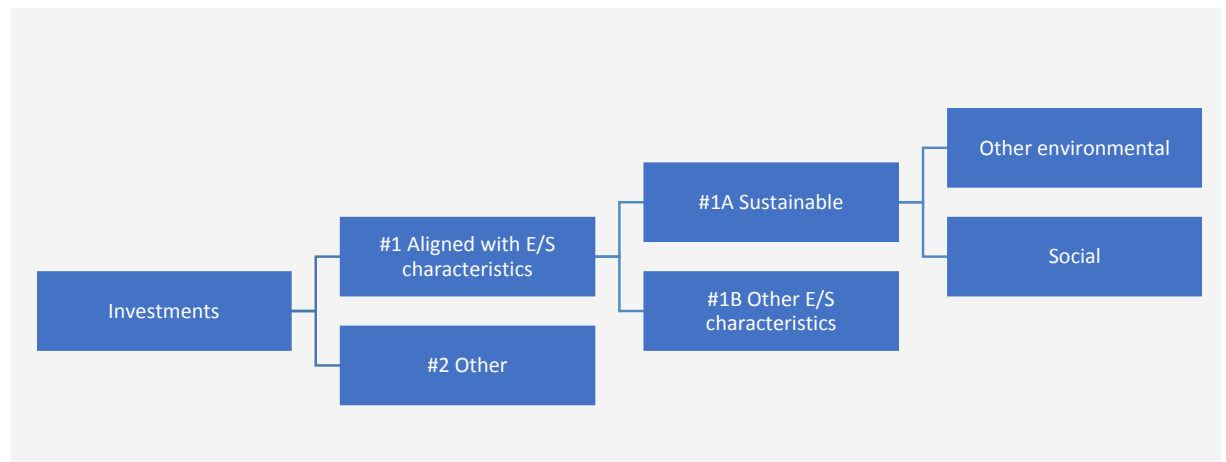 Other environmental
#1A Sustainable
#1 Aligned with E/S
characteristics
Social
Investments
#1B Other E/S
characteristics
#2 Other